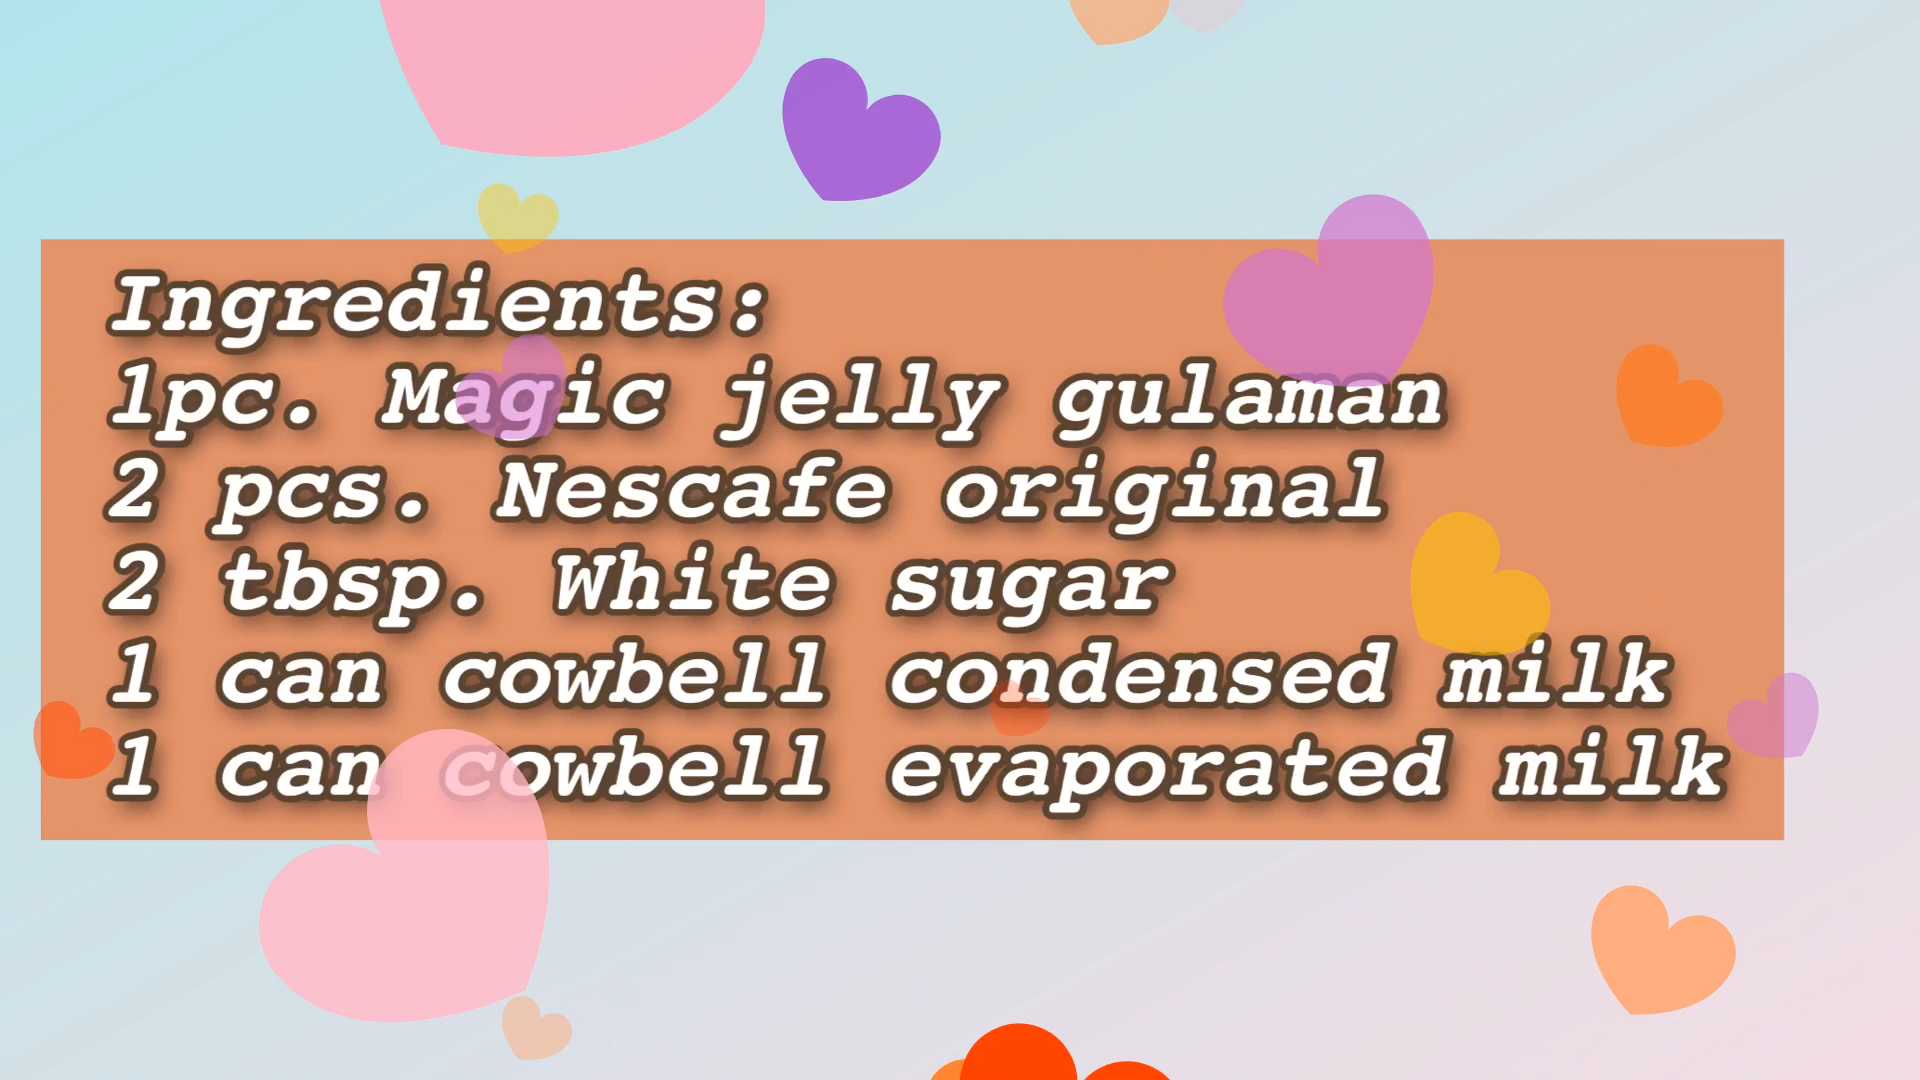 Ingredients:
1pc. Magic jelly gulaman
2 pcs. Nescafe original
2 tbsp. White sugar
1 can cowbell condensed milk
1 can cowbell evaporated milk